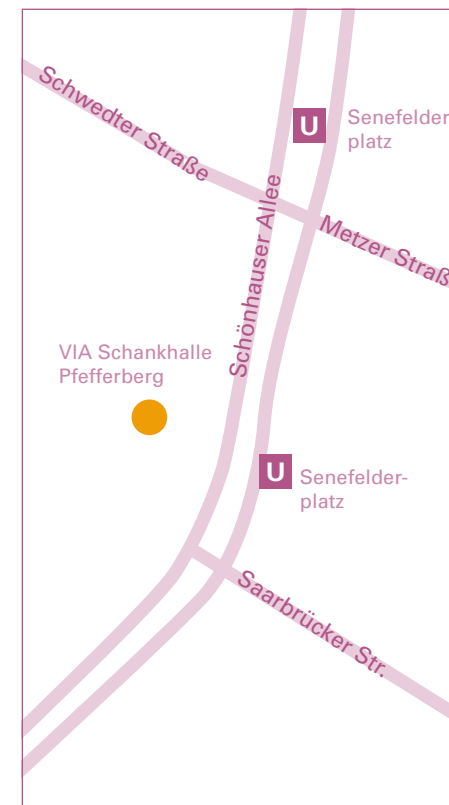 Schwedter Straße
U
Senefelder
platz
Metzer Straß
Schönhauser Allee
VIA Schankhalle
Pfefferberg
U
Senefelder-
platz
Saarbrücker Str.